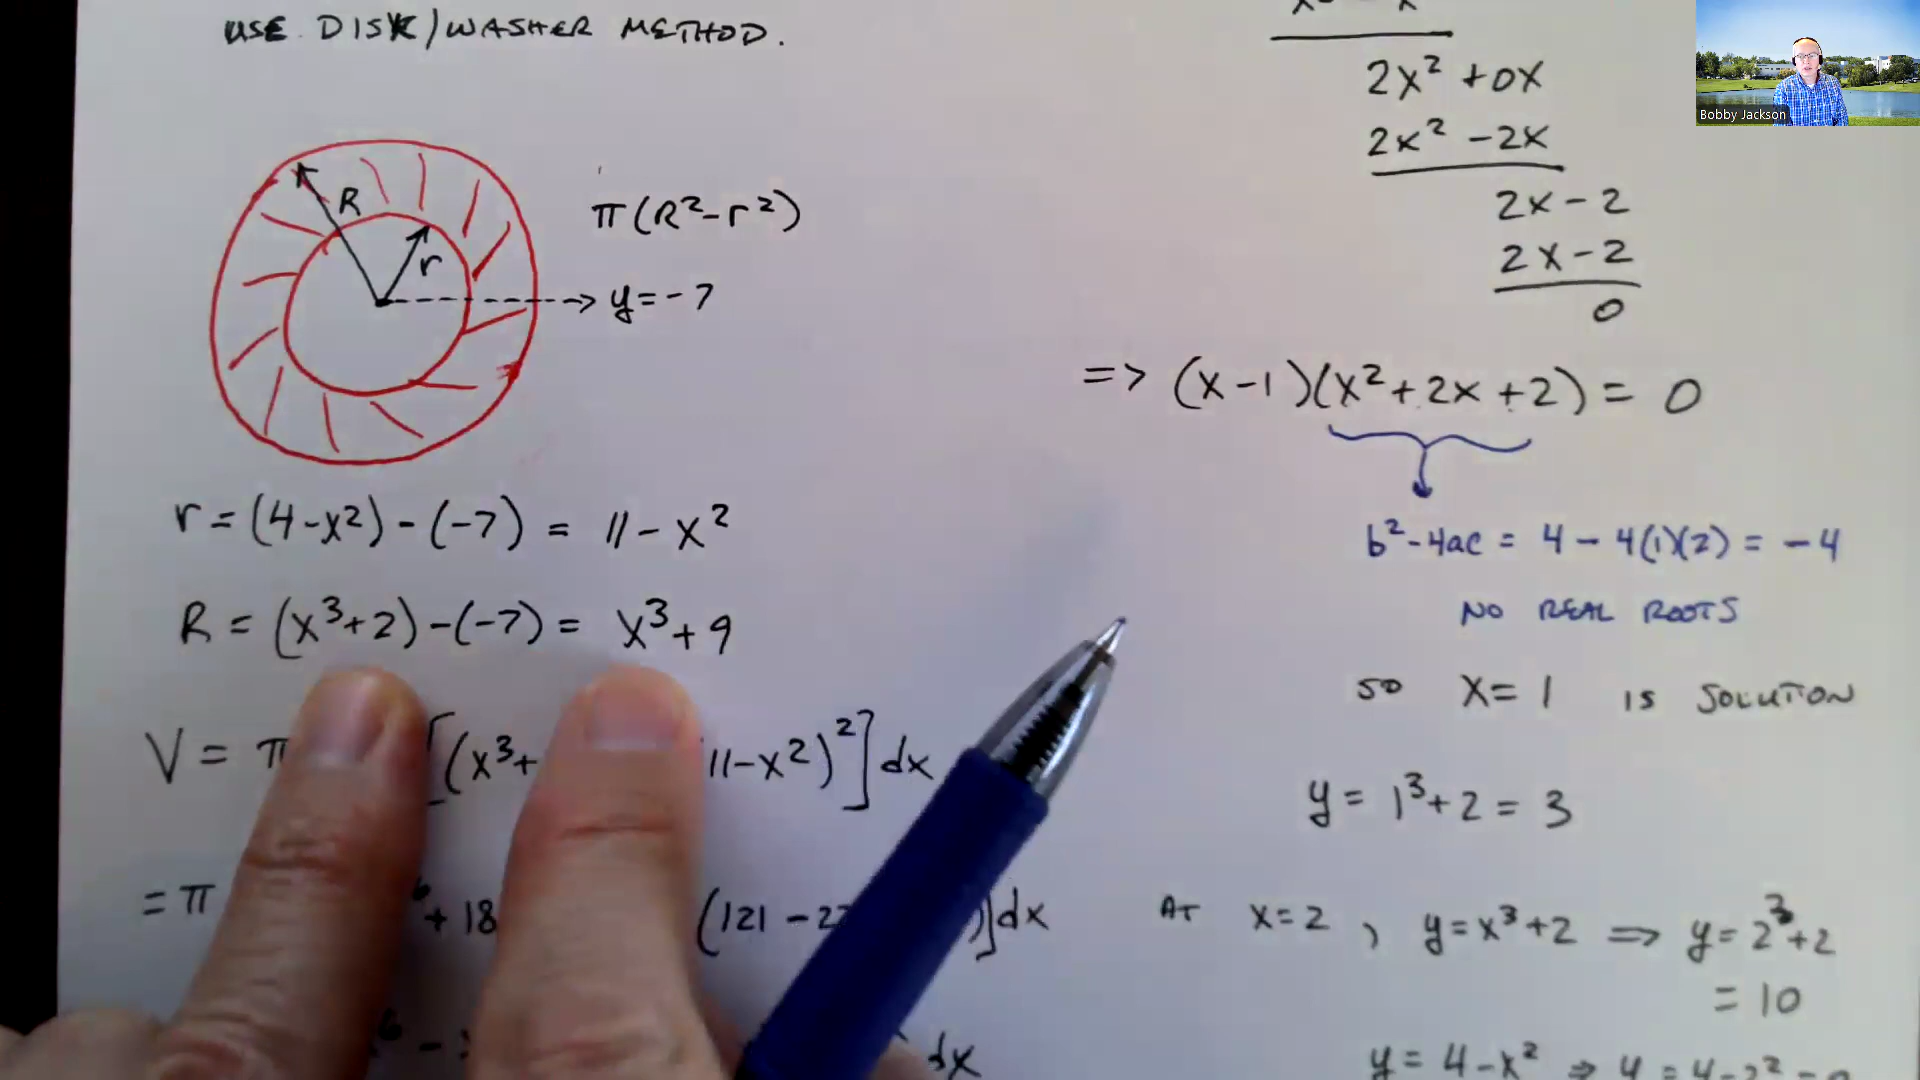 USE DISK/WASHER METHOD.
R
r
π(R²-r²)
y=-7
r=(4-x²)-(-7) = 11-x²
R=(x³+2)-(-7)= x³+9
V= π [(x³+ 11-x²)²]dx
=π +18 (121-2 )]dx
dx
2x²+0x
2x²-2x
2x-2
2x-2
0
=> (x-1)(x²+2x+2)= 0
b²-4ac = 4-4(1)(2) = -4
NO REAL ROOTS
SO X=1 IS SOLUTION
y= 1³+2=3
AT x=2, y=x³+2 => y=2³+2
= 10
y=4-x²
Bobby Jackson